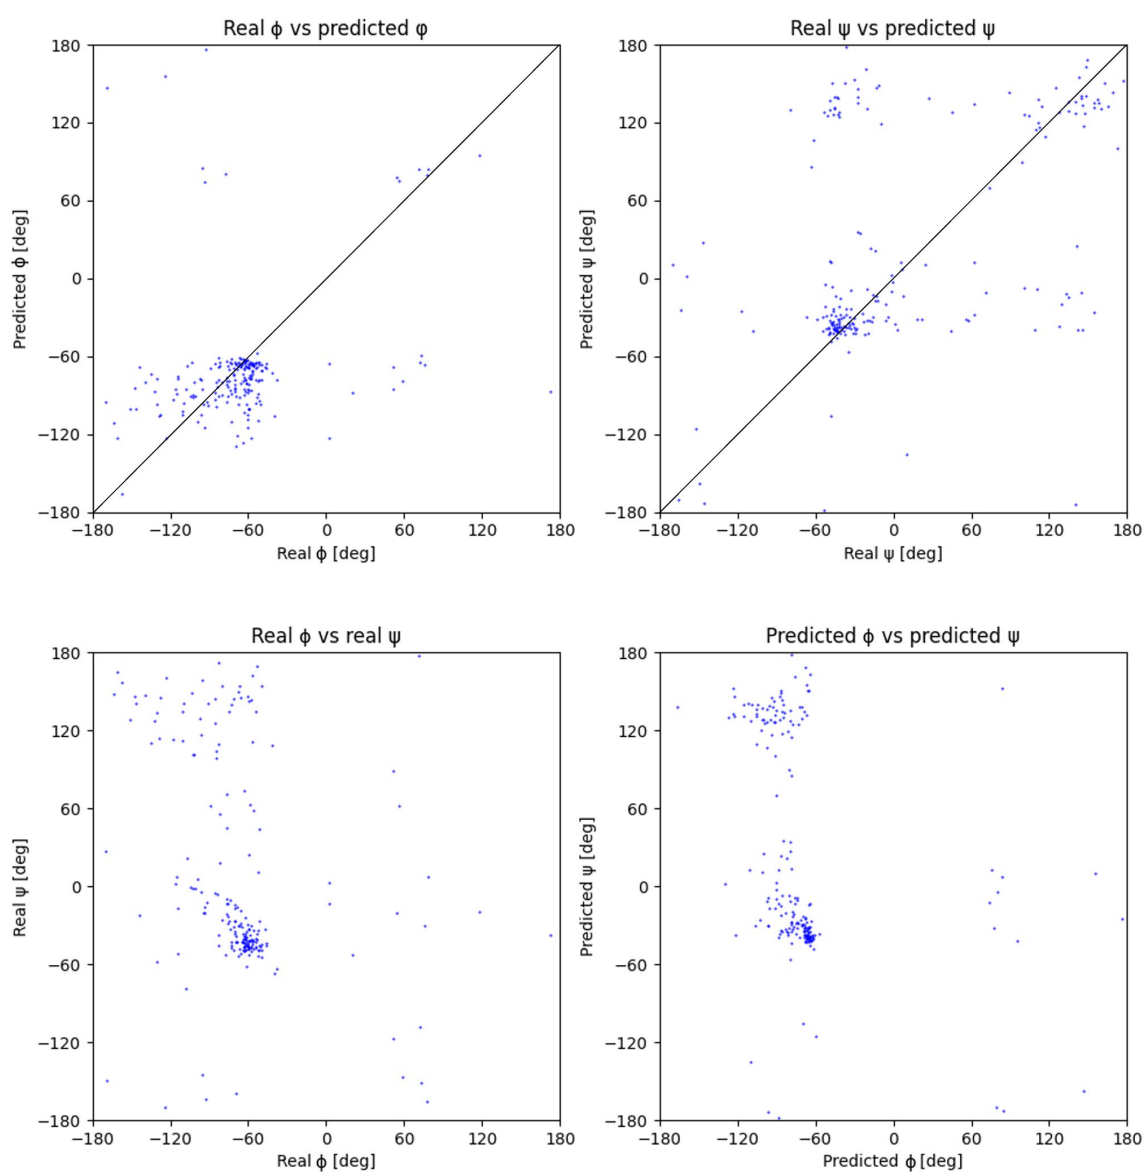 Real ϕ vs predicted φ
180
120
60
0
−60
−120
−180
Predicted ϕ [deg]
−180 −120 −60 0 60 120 180
Real ϕ [deg]
Real ψ vs predicted ψ
180
120
60
0
−60
−120
−180
Predicted ψ [deg]
−180 −120 −60 0 60 120 180
Real ψ [deg]
Real ϕ vs real ψ
180
120
60
0
−60
−120
−180
Real ψ [deg]
−180 −120 −60 0 60 120 180
Real ϕ [deg]
Predicted ϕ vs predicted ψ
180
120
60
0
−60
−120
−180
Predicted ψ [deg]
−180 −120 −60 0 60 120 180
Predicted ϕ [deg]